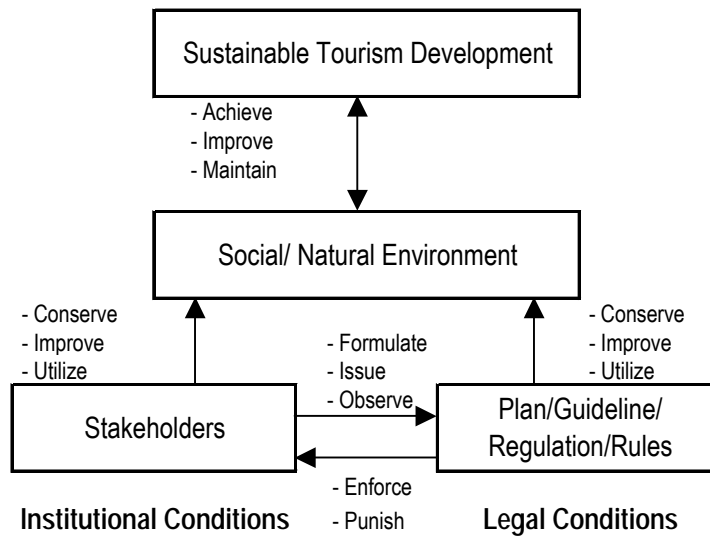 Sustainable Tourism Development
- Achieve
- Improve
- Maintain
Social/ Natural Environment
- Conserve
- Improve
- Utilize
- Formulate
- Issue
- Observe
- Conserve
- Improve
- Utilize
Stakeholders
Plan/Guideline/
Regulation/Rules
- Enforce
- Punish
Institutional Conditions
Legal Conditions